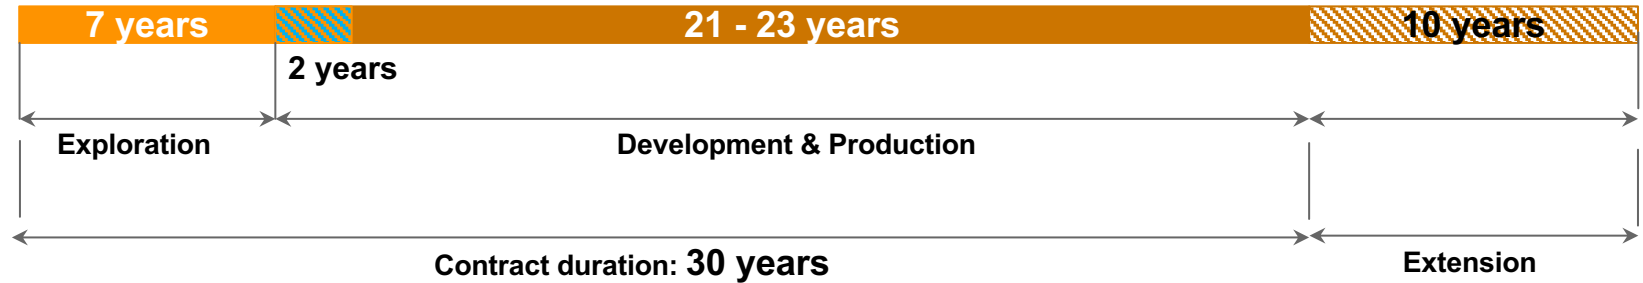 7 years
21 - 23 years
10 years
2 years
Exploration
Development & Production
Contract duration: 30 years
Extension